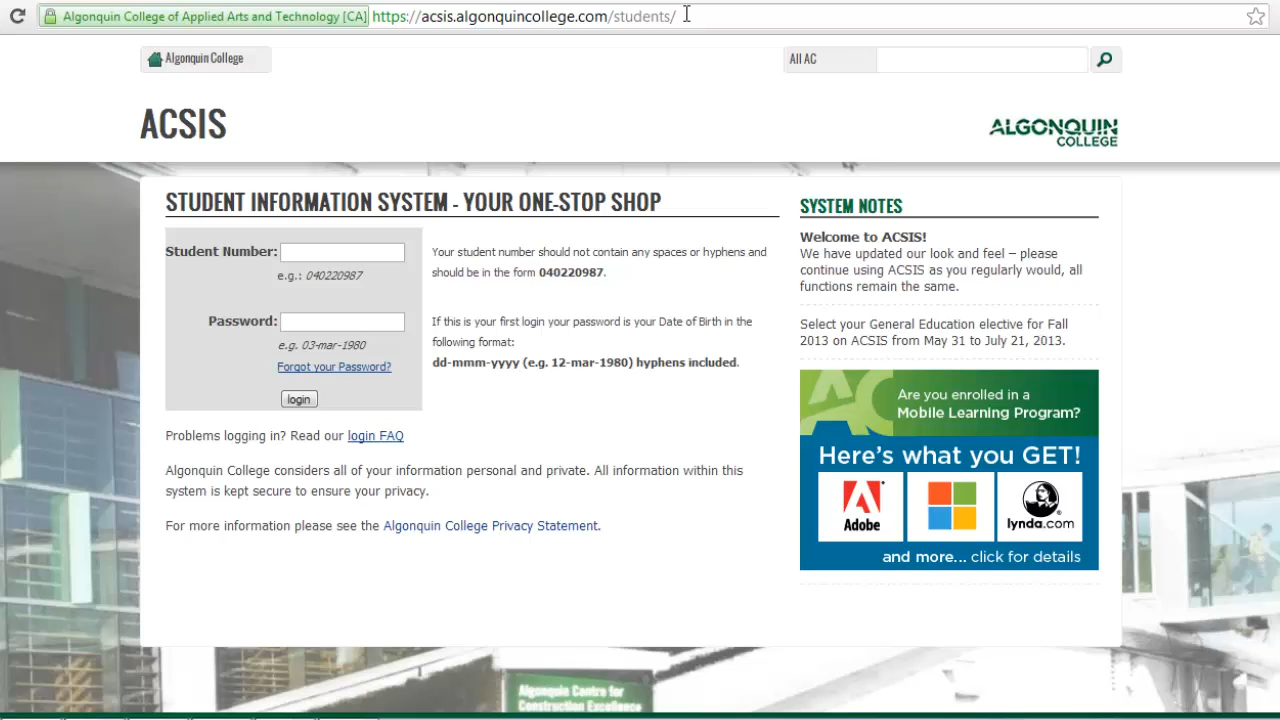 Algonquin College of Applied Arts and Technology [CA] https://acsis.algonquincollege.com/students/
Algonquin College
All AC
ACSIS
ALGONQUIN
COLLEGE
STUDENT INFORMATION SYSTEM - YOUR ONE-STOP SHOP
Student Number:
e.g.: 040220987
Your student number should not contain any spaces or hyphens and
should be in the form 040220987.
Password:
e.g. 03-mar-1980
Forgot your Password?
login
If this is your first login your password is your Date of Birth in the
following format:
dd-mmm-yyyy (e.g. 12-mar-1980) hyphens included.
Problems logging in? Read our login FAQ
Algonquin College considers all of your information personal and private. All information within this
system is kept secure to ensure your privacy.
For more information please see the Algonquin College Privacy Statement.
SYSTEM NOTES
Welcome to ACSIS!
We have updated our look and feel – please
continue using ACSIS as you regularly would, all
functions remain the same.
Select your General Education elective for Fall
2013 on ACSIS from May 31 to July 21, 2013.
AC
Are you enrolled in a
Mobile Learning Program?
Here's what you GET!
Adobe
lynda.com
and more... click for details
Algonquin Centre for
Construction Excellence